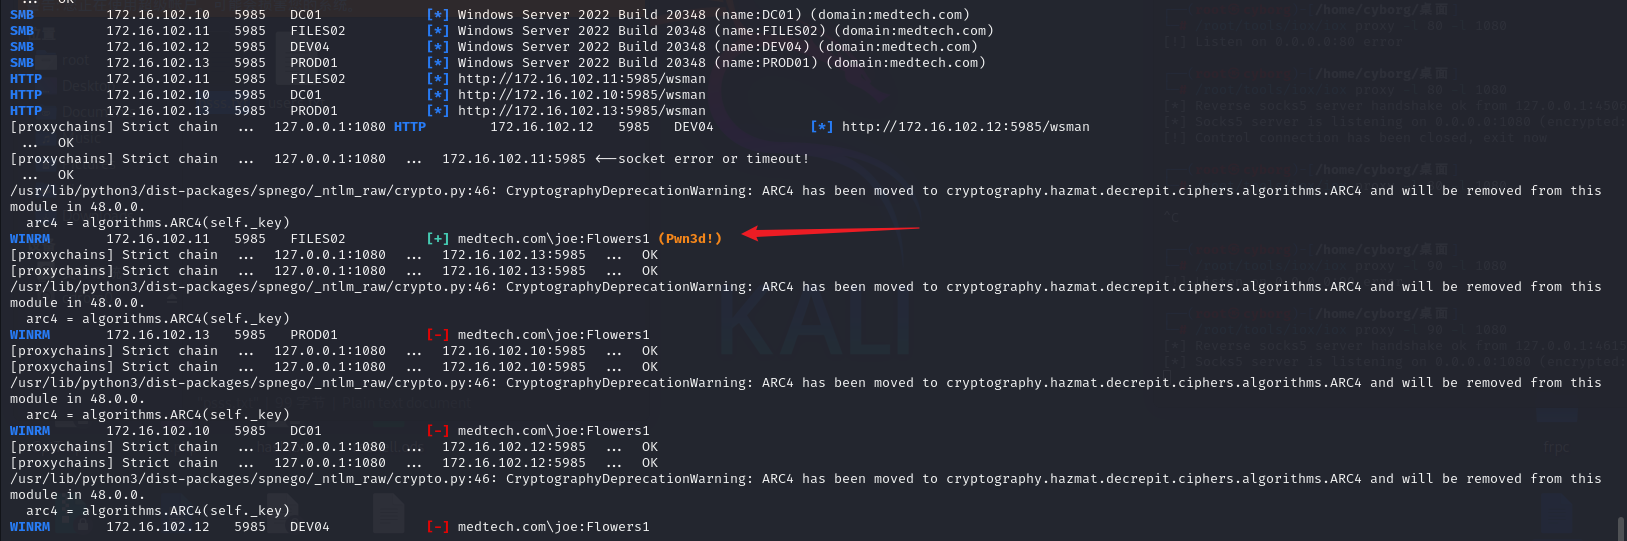 ... OK
SMB 172.16.102.10 5985 DC01 [*] Windows Server 2022 Build 20348 (name:DC01) (domain:medtech.com)
SMB 172.16.102.11 5985 FILES02 [*] Windows Server 2022 Build 20348 (name:FILES02) (domain:medtech.com)
SMB 172.16.102.12 5985 DEV04 [*] Windows Server 2022 Build 20348 (name:DEV04) (domain:medtech.com)
SMB 172.16.102.13 5985 PROD01 [*] Windows Server 2022 Build 20348 (name:PROD01) (domain:medtech.com)
HTTP 172.16.102.11 5985 FILES02 [*] http://172.16.102.11:5985/wsman
HTTP 172.16.102.10 5985 DC01 [*] http://172.16.102.10:5985/wsman
HTTP 172.16.102.13 5985 PROD01 [*] http://172.16.102.13:5985/wsman
[proxychains] Strict chain ... 127.0.0.1:1080 HTTP 172.16.102.12 5985 DEV04 [*] http://172.16.102.12:5985/wsman
... OK
[proxychains] Strict chain ... 127.0.0.1:1080 ... 172.16.102.11:5985 <--socket error or timeout!
... OK
/usr/lib/python3/dist-packages/spnego/_ntlm_raw/crypto.py:46: CryptographyDeprecationWarning: ARC4 has been moved to cryptography.hazmat.decrepit.ciphers.algorithms.ARC4 and will be removed from this
module in 48.0.0.
arc4 = algorithms.ARC4(self._key)
WINRM 172.16.102.11 5985 FILES02 [+] medtech.com\joe:Flowers1 (Pwn3d!)
[proxychains] Strict chain ... 127.0.0.1:1080 ... 172.16.102.13:5985 ... OK
[proxychains] Strict chain ... 127.0.0.1:1080 ... 172.16.102.13:5985 ... OK
/usr/lib/python3/dist-packages/spnego/_ntlm_raw/crypto.py:46: CryptographyDeprecationWarning: ARC4 has been moved to cryptography.hazmat.decrepit.ciphers.algorithms.ARC4 and will be removed from this
module in 48.0.0.
arc4 = algorithms.ARC4(self._key)
WINRM 172.16.102.13 5985 PROD01 [-] medtech.com\joe:Flowers1
[proxychains] Strict chain ... 127.0.0.1:1080 ... 172.16.102.10:5985 ... OK
[proxychains] Strict chain ... 127.0.0.1:1080 ... 172.16.102.10:5985 ... OK
/usr/lib/python3/dist-packages/spnego/_ntlm_raw/crypto.py:46: CryptographyDeprecationWarning: ARC4 has been moved to cryptography.hazmat.decrepit.ciphers.algorithms.ARC4 and will be removed from this
module in 48.0.0.
arc4 = algorithms.ARC4(self._key)
WINRM 172.16.102.10 5985 DC01 [-] medtech.com\joe:Flowers1
[proxychains] Strict chain ... 127.0.0.1:1080 ... 172.16.102.12:5985 ... OK
[proxychains] Strict chain ... 127.0.0.1:1080 ... 172.16.102.12:5985 ... OK
/usr/lib/python3/dist-packages/spnego/_ntlm_raw/crypto.py:46: CryptographyDeprecationWarning: ARC4 has been moved to cryptography.hazmat.decrepit.ciphers.algorithms.ARC4 and will be removed from this
module in 48.0.0.
arc4 = algorithms.ARC4(self._key)
WINRM 172.16.102.12 5985 DEV04 [-] medtech.com\joe:Flowers1
KALI
frpc